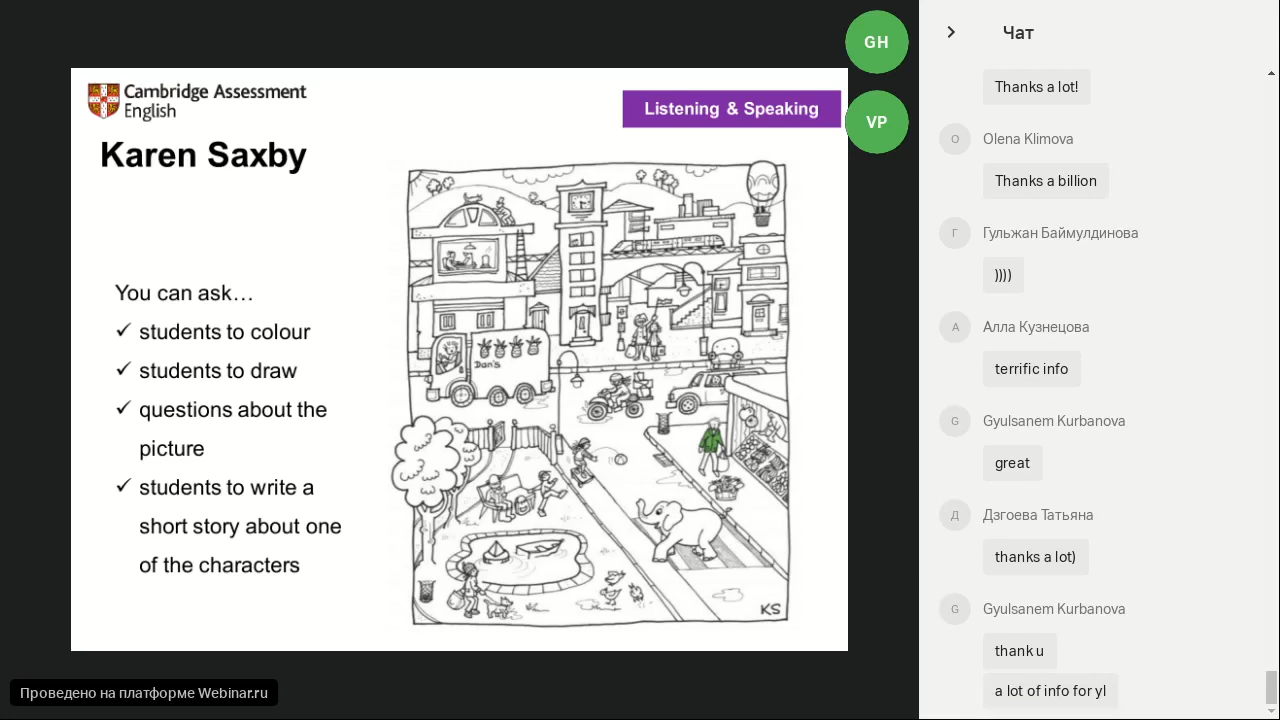 Cambridge Assessment
English
Listening & Speaking
Karen Saxby
You can ask…
✓ students to colour
✓ students to draw
✓ questions about the
picture
✓ students to write a
short story about one
of the characters
Dan's
KS
GH
VP
Проведено на платформе Webinar.ru
Чат
Thanks a lot!
O
Olena Klimova
Thanks a billion
Г
Гульжан Баймулдинова
))))
А
Алла Кузнецова
terrific info
G
Gyulsanem Kurbanova
great
Д
Дзгоева Татьяна
thanks a lot)
G
Gyulsanem Kurbanova
thank u
a lot of info for yl